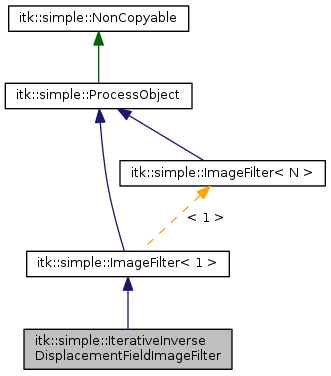 itk::simple::NonCopyable
itk::simple::ProcessObject
itk::simple::ImageFilter< N >
< 1 >
itk::simple::ImageFilter< 1 >
itk::simple::IterativeInverse
DisplacementFieldImageFilter